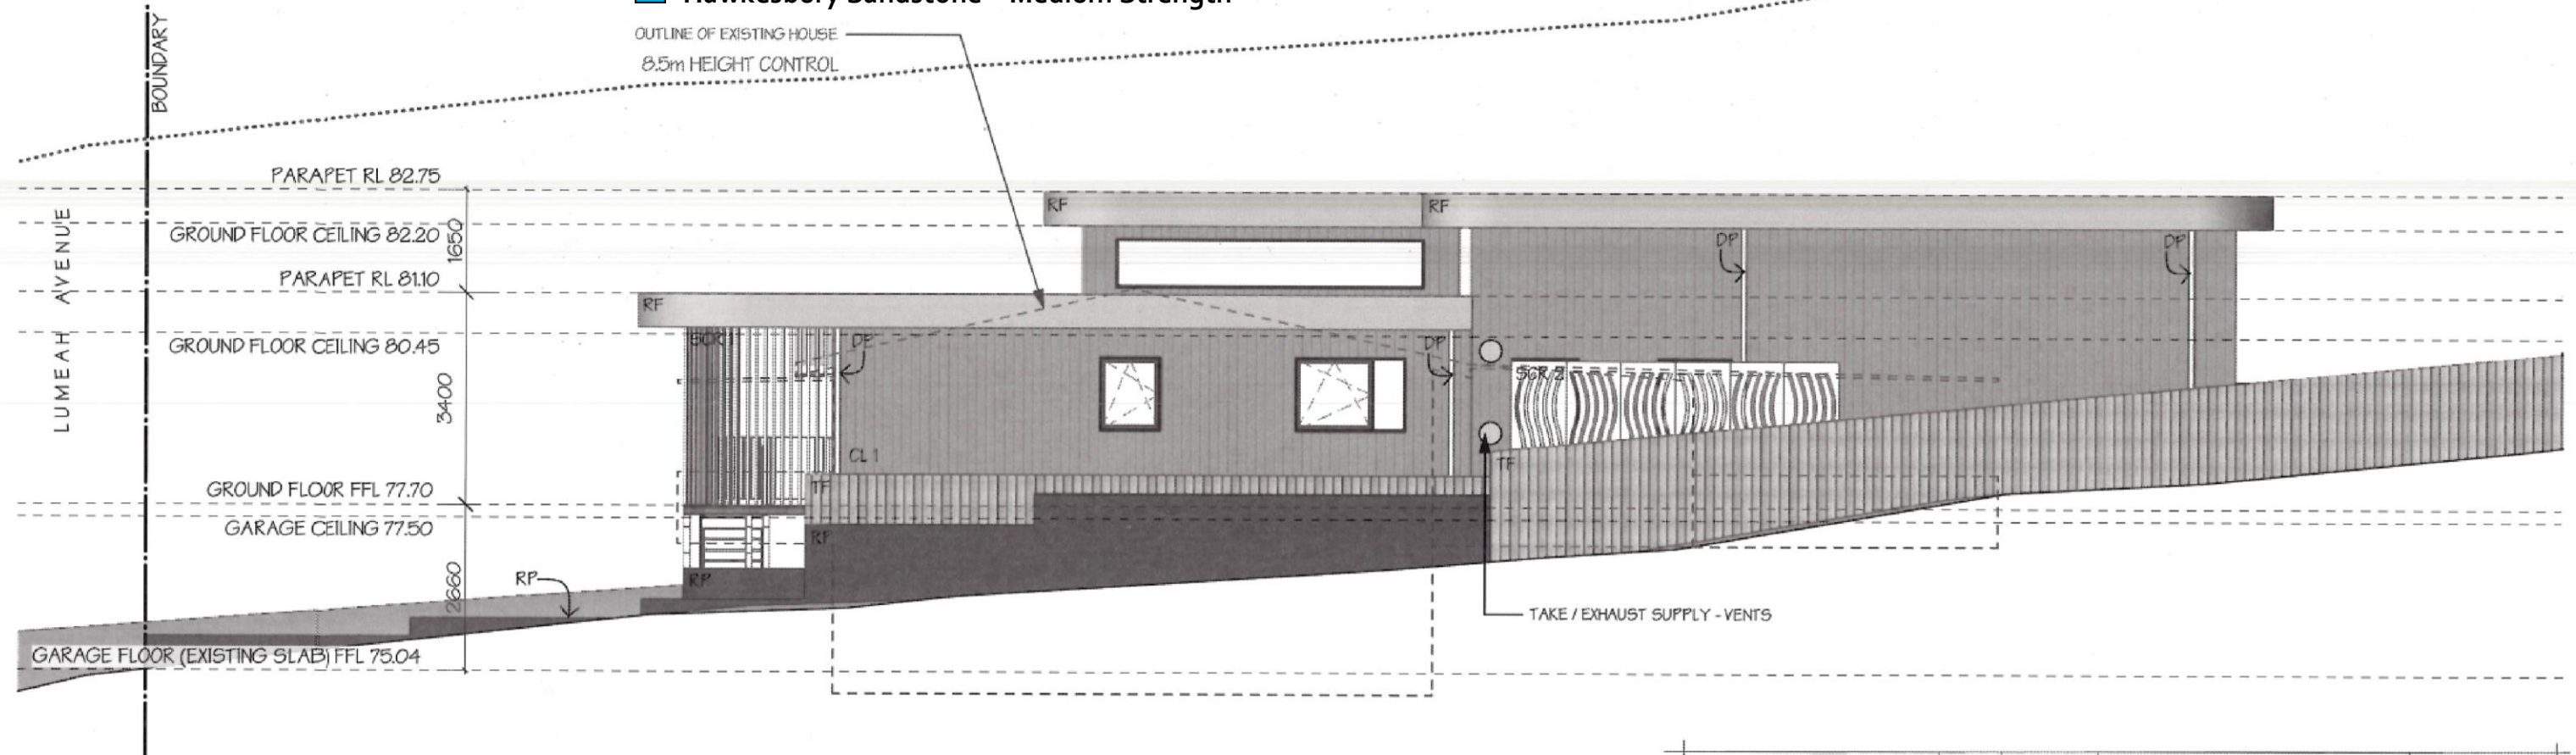 Hawkesbury Sandstone - Medium Strength
OUTLINE OF EXISTING HOUSE
8.5m HEIGHT CONTROL
BOUNDARY
LUMEAH AVENUE
PARAPET RL 82.75
GROUND FLOOR CEILING 82.20
1650
PARAPET RL 81.10
GROUND FLOOR CEILING 80.45
3400
GROUND FLOOR FFL 77.70
GARAGE CEILING 77.50
2660
RP
GARAGE FLOOR (EXISTING SLAB) FFL 75.04
RF
RF
DP
DP
RF
SCR 1
DP
DP
SCR 2
CL 1
TF
TF
RF
RP
TAKE / EXHAUST SUPPLY - VENTS